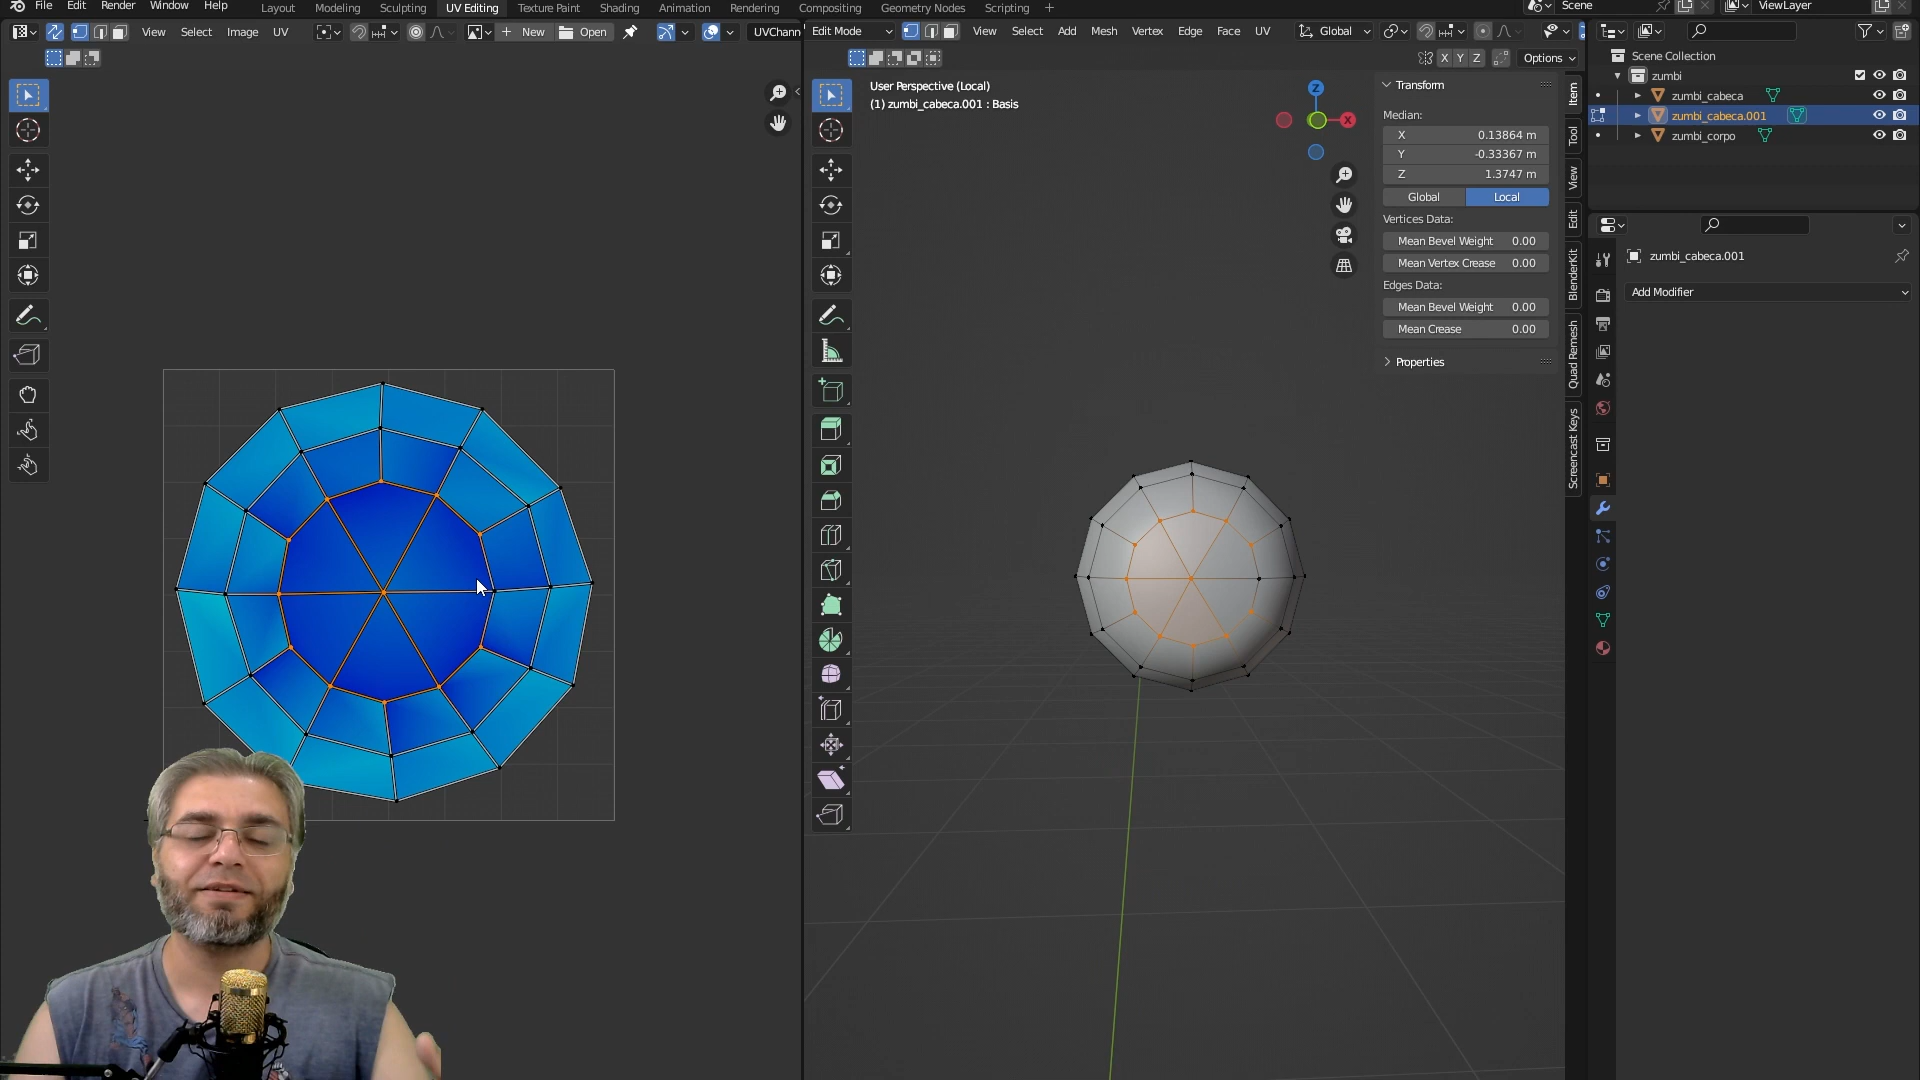 File Edit Render Window Help Layout Modeling Sculpting UV Editing Texture Paint Shading Animation Rendering Compositing Geometry Nodes Scripting + Scene ViewLayer
View Select Image UV New Open UVChann Edit Mode View Select Add Mesh Vertex Edge Face UV Global
X Y Z Options
User Perspective (Local)
(1) zumbi_cabeca.001 : Basis
Z
X
Transform
Median:
X 0.13864 m
Y -0.33367 m
Z 1.3747 m
Global Local
Vertices Data:
Mean Bevel Weight 0.00
Mean Vertex Crease 0.00
Edges Data:
Mean Bevel Weight 0.00
Mean Crease 0.00
Properties
Item
Tool
View
Edit
BlenderKit
Quad Remesh
Screencast Keys
Scene Collection
zumbi
zumbi_cabeca
zumbi_cabeca.001
zumbi_corpo
zumbi_cabeca.001
Add Modifier